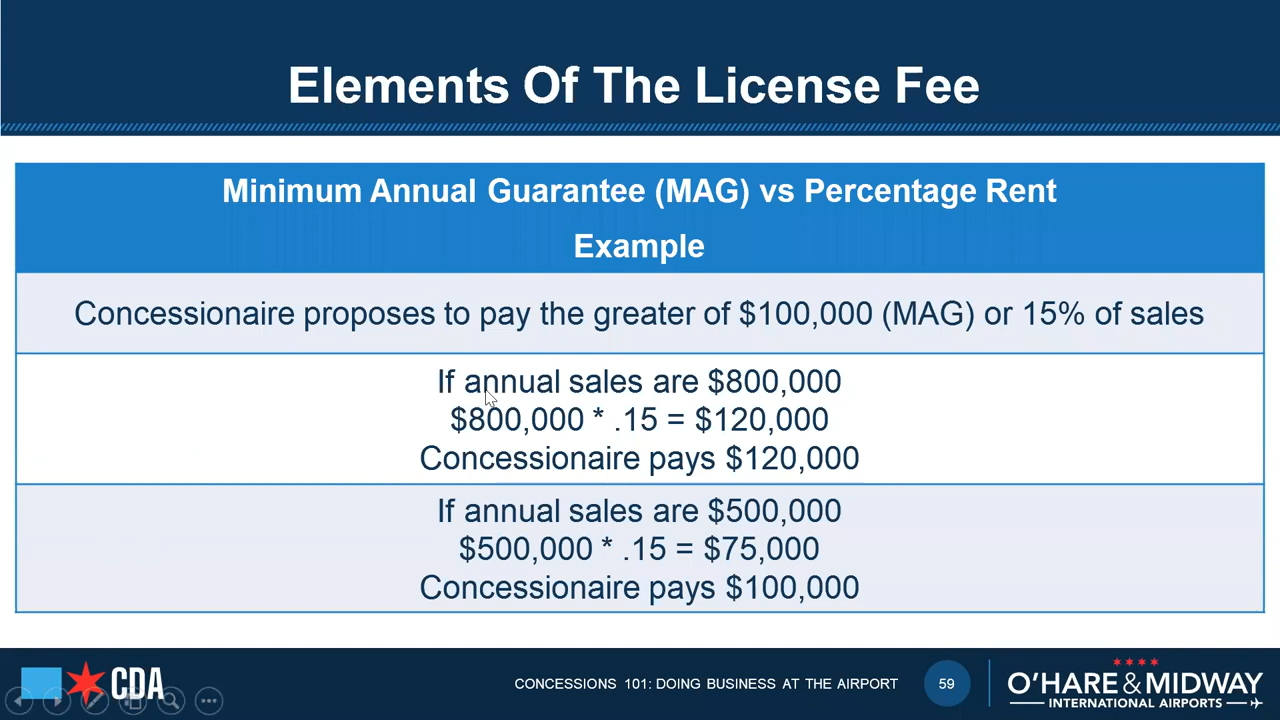 Elements Of The License Fee
Minimum Annual Guarantee (MAG) vs Percentage Rent
Example
Concessionaire proposes to pay the greater of $100,000 (MAG) or 15% of sales
If annual sales are $800,000
$800,000 * .15 = $120,000
Concessionaire pays $120,000
If annual sales are $500,000
$500,000 * .15 = $75,000
Concessionaire pays $100,000
CDA
CONCESSIONS 101: DOING BUSINESS AT THE AIRPORT
59
O'HARE & MIDWAY
INTERNATIONAL AIRPORTS